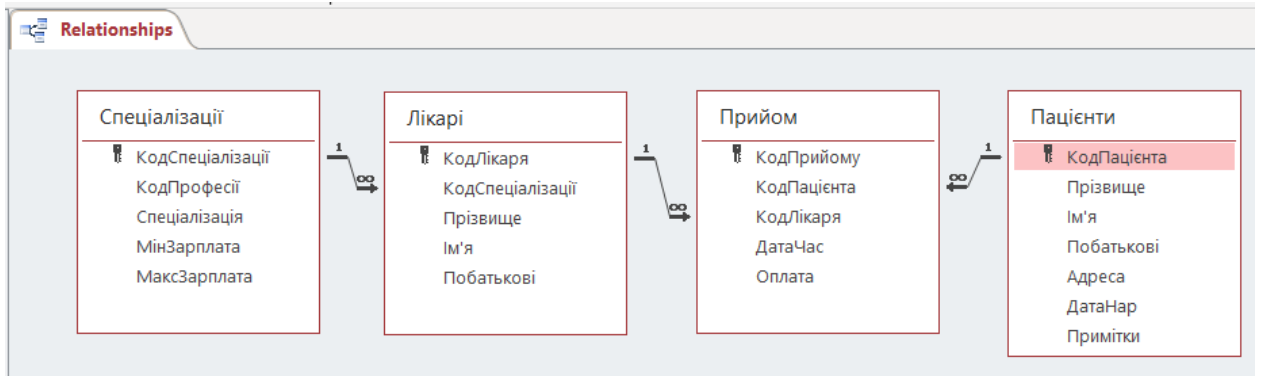 Relationships
Спеціалізації
КодСпеціалізації
КодПрофесії
Спеціалізація
МінЗарплата
МаксЗарплата
1
∞
Лікарі
КодЛікаря
КодСпеціалізації
Прізвище
Ім'я
Побатькові
1
∞
Прийом
КодПрийому
КодПацієнта
КодЛікаря
ДатаЧас
Оплата
∞
1
Пацієнти
КодПацієнта
Прізвище
Ім'я
Побатькові
Адреса
ДатаНар
Примітки